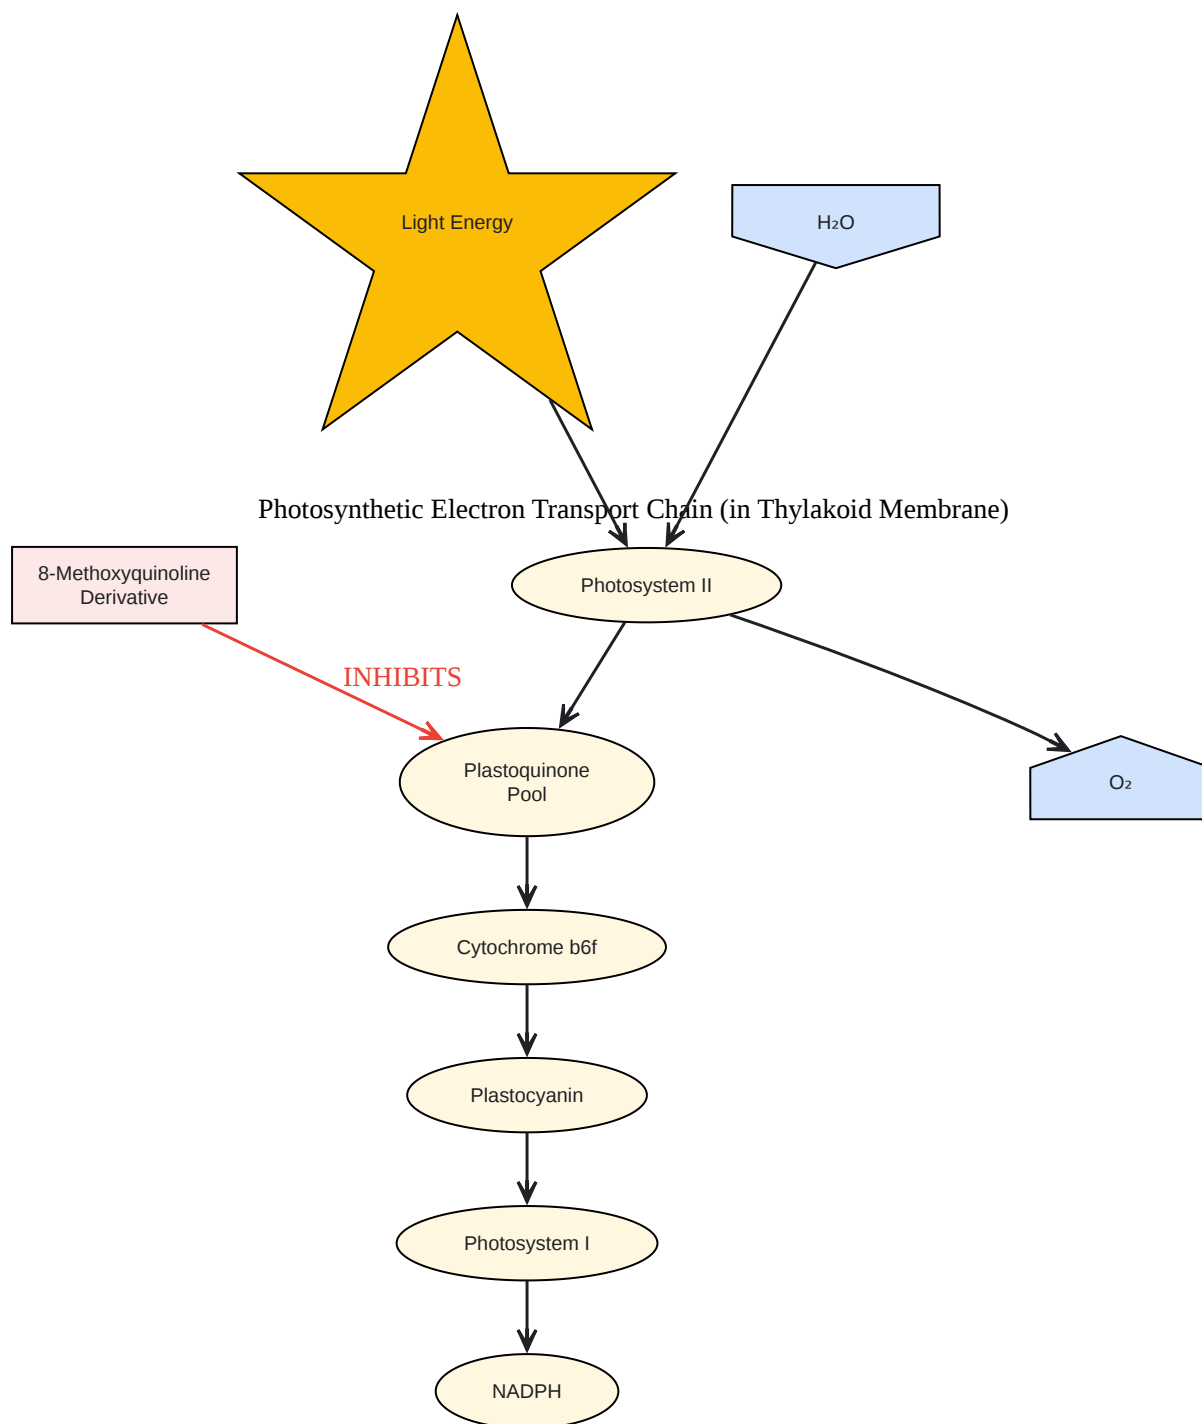 Light Energy
H₂O
Photosynthetic Electron Transport Chain (in Thylakoid Membrane)
8-Methoxyquinoline
Derivative
Photosystem II
INHIBITS
Plastoquinone
Pool
O₂
Cytochrome b6f
Plastocyanin
Photosystem I
NADPH